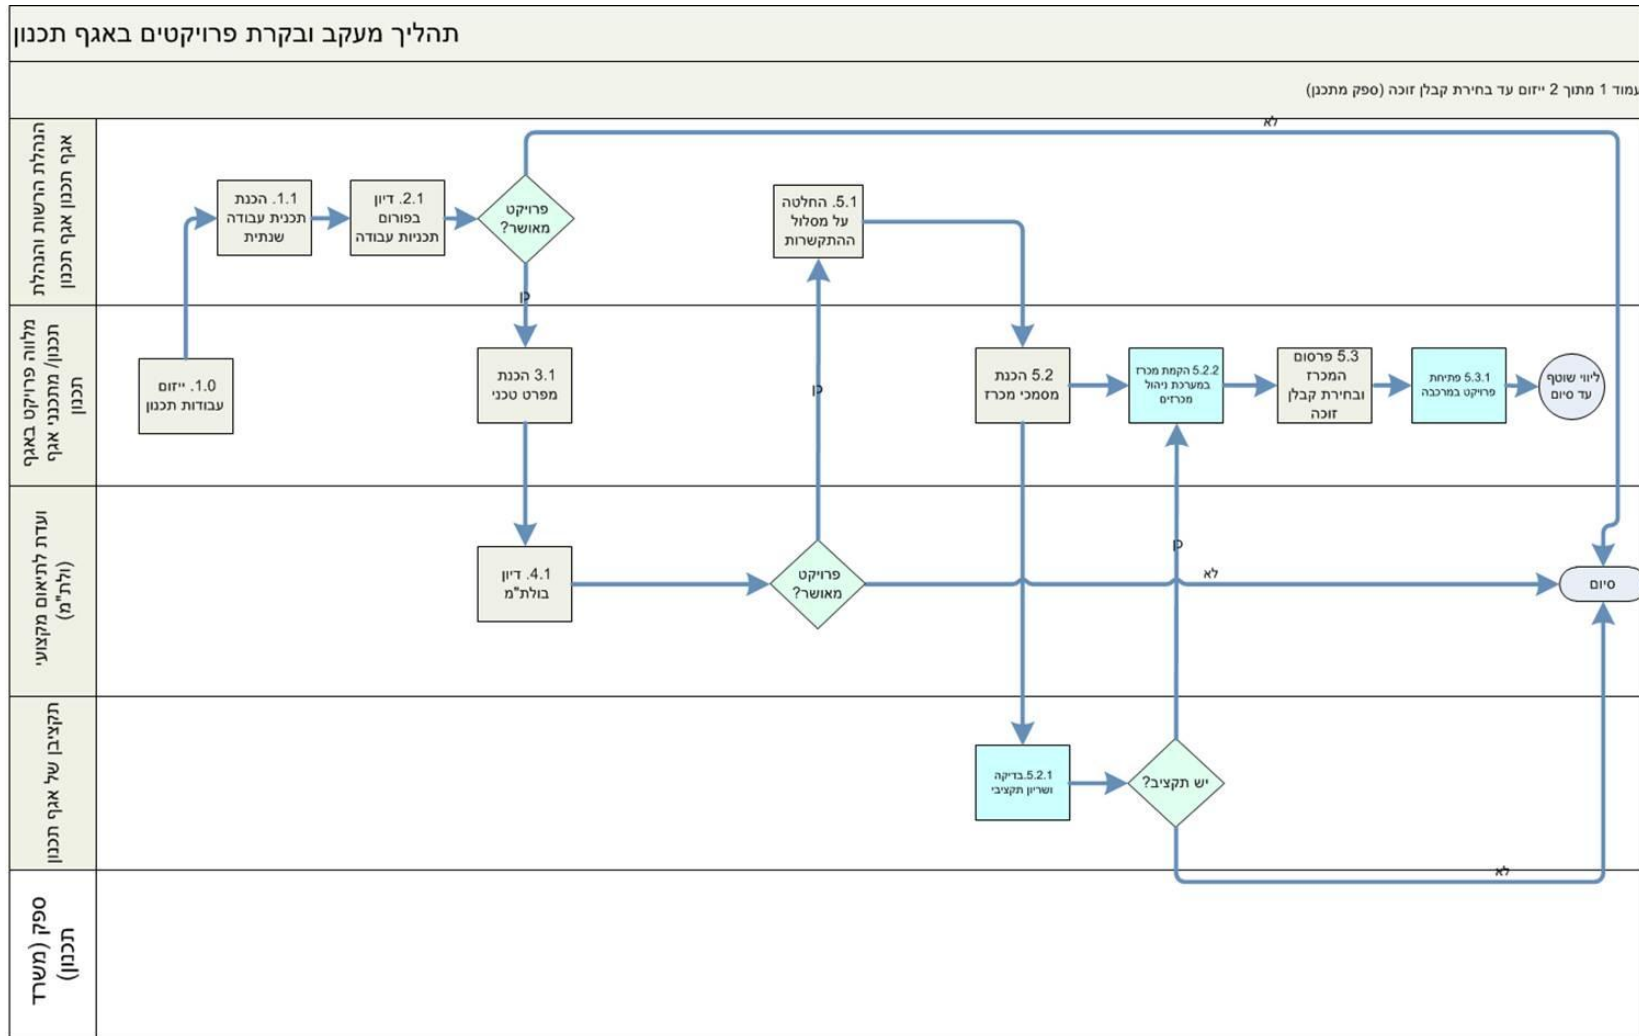 תהליך מעקב ובקרת פרויקטים באגף תכנון
עמוד 1 מתוך 2 ייזום עד בחירת קבלן זוכה (ספק מתכנן)
הנהלת הרשות והנהלת
אגף תכנון אגף תכנון
1.1. הכנת
תכנית עבודה
שנתית
2.1. דיון
בפורום
תכניות עבודה
פרויקט
מאושר?
לא
כן
5.1. החלטה
על מסלול
ההתקשרות
מלווה פרויקט באגף
תכנון/ מתכנני אגף
תכנון
1.0. ייזום
עבודות תכנון
3.1 הכנת
מפרט טכני
כן
5.2 הכנת
מסמכי מכרז
5.2.2 הקמת מכרז
במערכת ניהול
מכרזים
5.3 פרסום
המכרז
ובחירת קבלן
זוכה
5.3.1 פתיחת
פרויקט במרכבה
ליווי שוטף
עד סיום
ועדת לתיאום מקצועי
(ולת"מ)
4.1. דיון
בולת"מ
פרויקט
מאושר?
כן
לא
סיום
תקציבן של אגף תכנון
5.2.1.בדיקה
ושריון תקציבי
יש תקציב?
לא
ספק (משרד
תכנון)